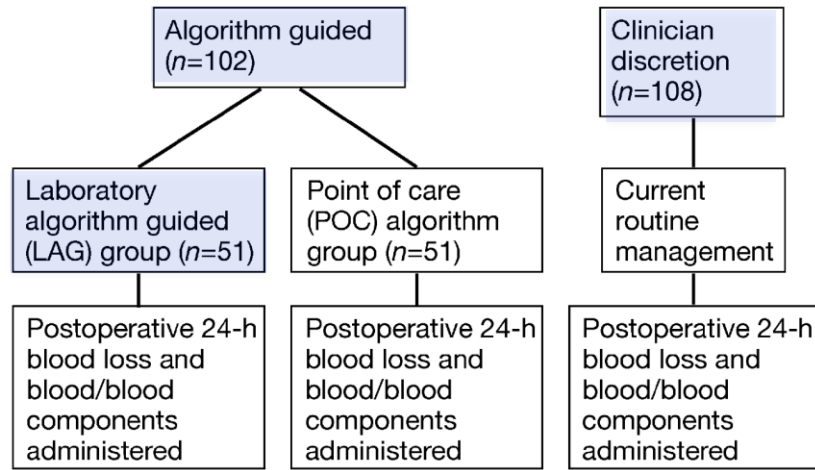 Algorithm guided
(n=102)
Clinician
discretion
(n=108)
Laboratory
algorithm guided
(LAG) group (n=51)
Point of care
(POC) algorithm
group (n=51)
Current
routine
management
Postoperative 24-h
blood loss and
blood/blood
components
administered
Postoperative 24-h
blood loss and
blood/blood
components
administered
Postoperative 24-h
blood loss and
blood/blood
components
administered